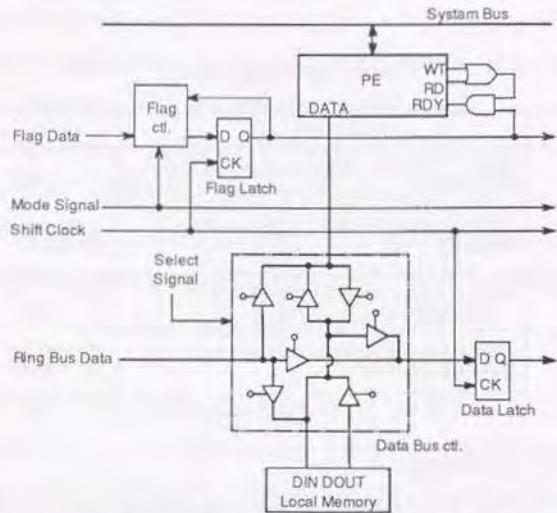 Systam Bus
PE
WT
RD
RDY
DATA
Flag
ctl.
Flag Data
D Q
CK
Flag Latch
Mode Signal
Shift Clock
Select
Signal
Ring Bus Data
D Q
CK
Data Latch
Data Bus ctl.
DIN DOUT
Local Memory